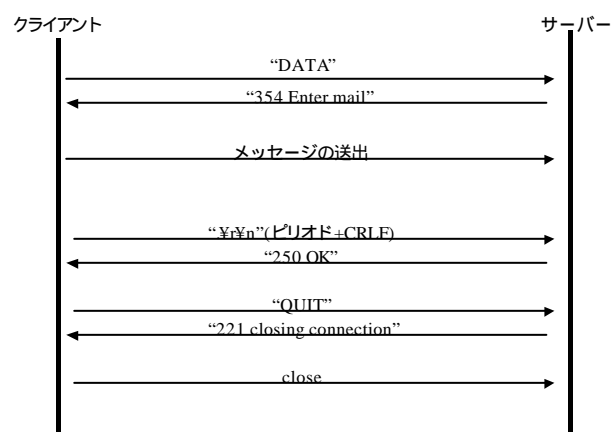 クライアント サーバー
“DATA”
“354 Enter mail”
メッセージの送出
“.¥r¥n”(ピリオド+CRLF)
“250 OK”
“QUIT”
“221 closing connection”
close